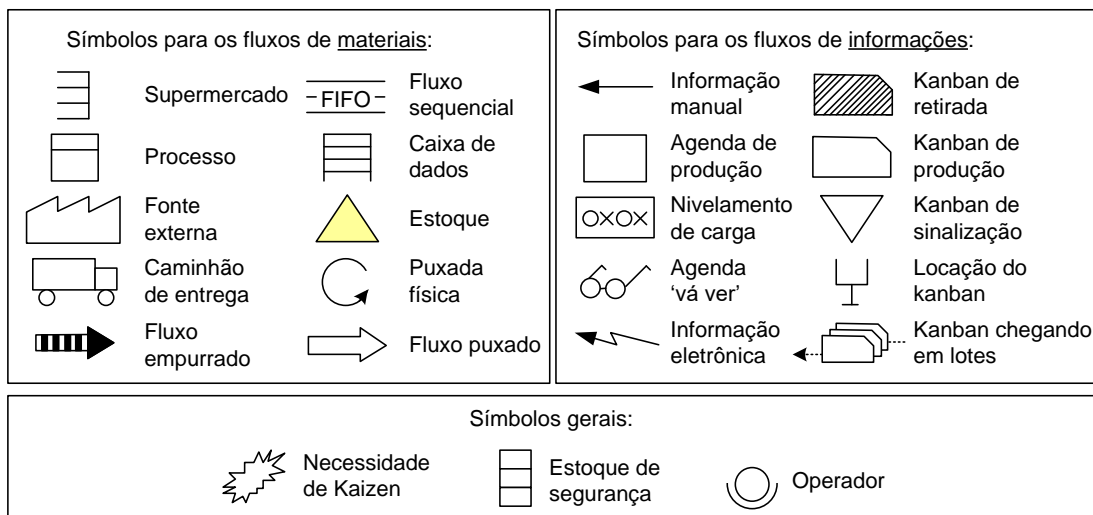 Símbolos para os fluxos de materiais:
Supermercado
FIFO
Fluxo
sequencial
Processo
Caixa de
dados
Fonte
externa
Estoque
Caminhão
de entrega
Puxada
física
Fluxo
empurrado
Fluxo puxado
Símbolos para os fluxos de informações:
Informação
manual
Kanban de
retirada
Agenda de
produção
Kanban de
produção
OXOX
Nivelamento
de carga
Kanban de
sinalização
Agenda
‘vá ver’
Locação do
kanban
Informação
eletrônica
Kanban chegando
em lotes
Símbolos gerais:
Necessidade
de Kaizen
Estoque de
segurança
Operador